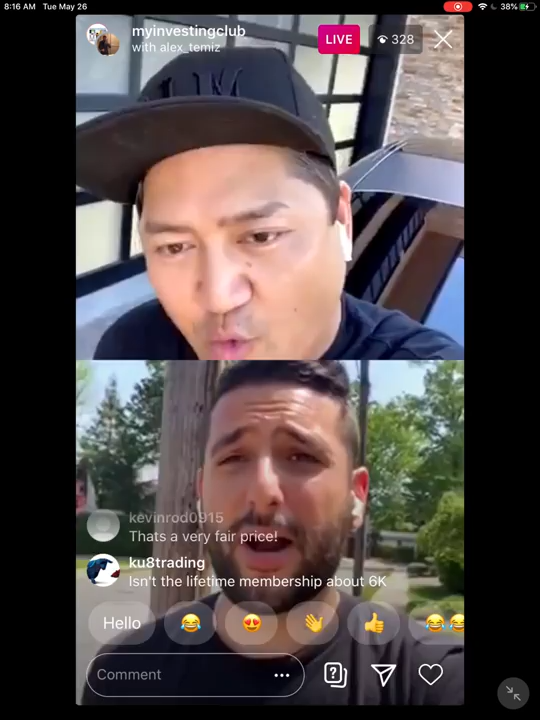 8:16 AM Tue May 26
38%
myinvestingclub
with alex_temiz
LIVE
328
kevinrod0915
Thats a very fair price!
ku8trading
Isn't the lifetime membership about 6K
Hello
Comment